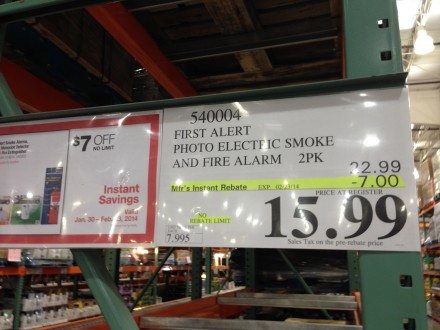 $7 OFF
NO LIMIT
Instant
Savings
Valid
540004
FIRST ALERT
PHOTO ELECTRIC SMOKE
AND FIRE ALARM 2PK
22.99
Mfr's Instant Rebate EXP. -7.00
PRICE AT REGISTER
NO
REBATE LIMIT
15.99
7.995
Sales Tax on the pre-rebate price